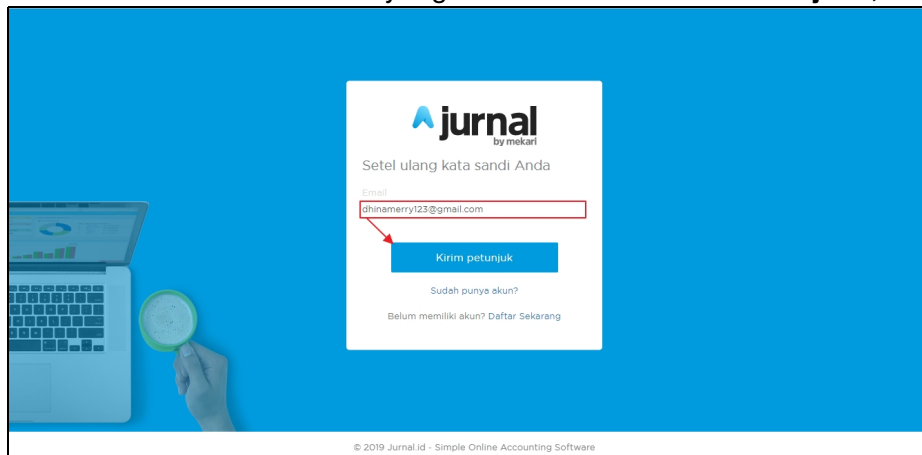 jurnal
by mekari
Setel ulang kata sandi Anda
Email
dhinamerry123@gmail.com
Kirim petunjuk
Sudah punya akun?
Belum memiliki akun? Daftar Sekarang
© 2019 Jurnal.id - Simple Online Accounting Software